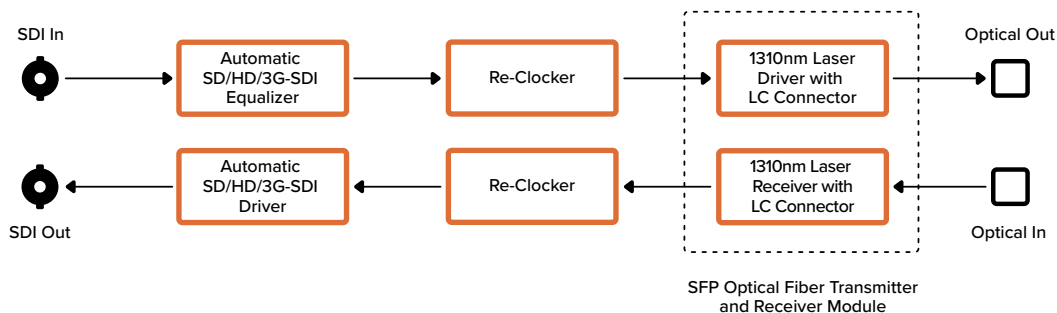 SDI In
Automatic
SD/HD/3G-SDI
Equalizer
Re-Clocker
1310nm Laser
Driver with
LC Connector
Optical Out
SDI Out
Automatic
SD/HD/3G-SDI
Driver
Re-Clocker
1310nm Laser
Receiver with
LC Connector
Optical In
SFP Optical Fiber Transmitter
and Receiver Module